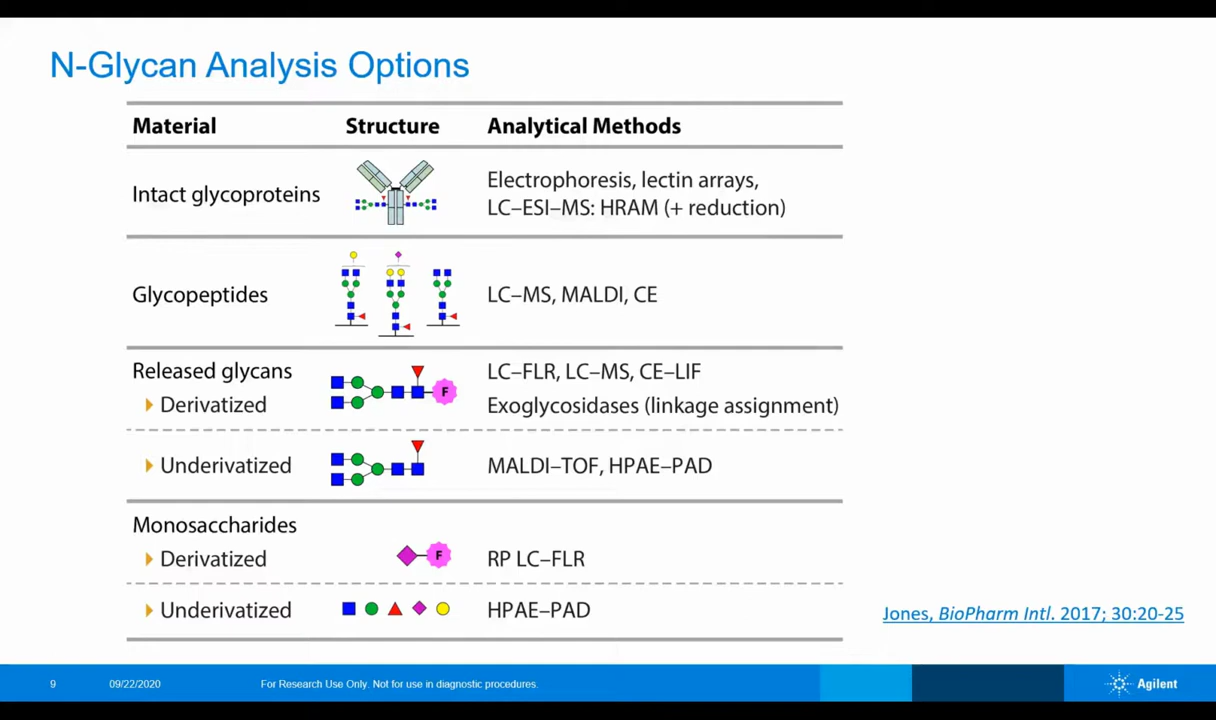 N-Glycan Analysis Options
Material Structure Analytical Methods
Intact glycoproteins
Electrophoresis, lectin arrays,
LC–ESI–MS: HRAM (+ reduction)
Glycopeptides
LC–MS, MALDI, CE
Released glycans
LC–FLR, LC–MS, CE–LIF
Derivatized
F
Exoglycosidases (linkage assignment)
Underivatized
MALDI–TOF, HPAE–PAD
Monosaccharides
Derivatized
F
RP LC–FLR
Underivatized
HPAE–PAD
Jones, BioPharm Intl. 2017; 30:20-25
9 09/22/2020 For Research Use Only. Not for use in diagnostic procedures.
Agilent